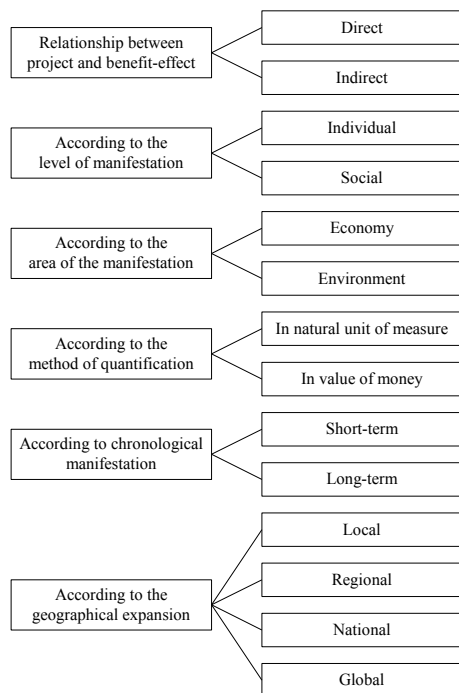 Relationship between
project and benefit-effect
Direct
Indirect
According to the
level of manifestation
Individual
Social
According to the
area of the manifestation
Economy
Environment
According to the
method of quantification
In natural unit of measure
In value of money
According to chronological
manifestation
Short-term
Long-term
According to the
geographical expansion
Local
Regional
National
Global